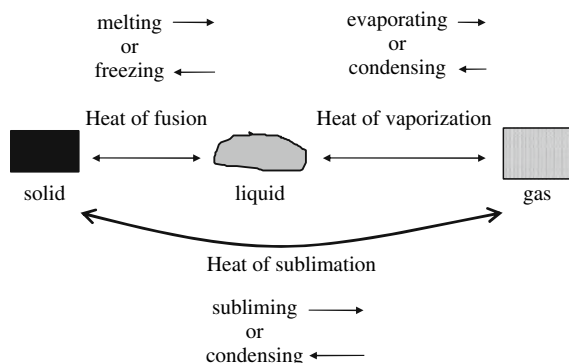 melting
or
freezing
evaporating
or
condensing
Heat of fusion
Heat of vaporization
solid
liquid
gas
Heat of sublimation
subliming
or
condensing